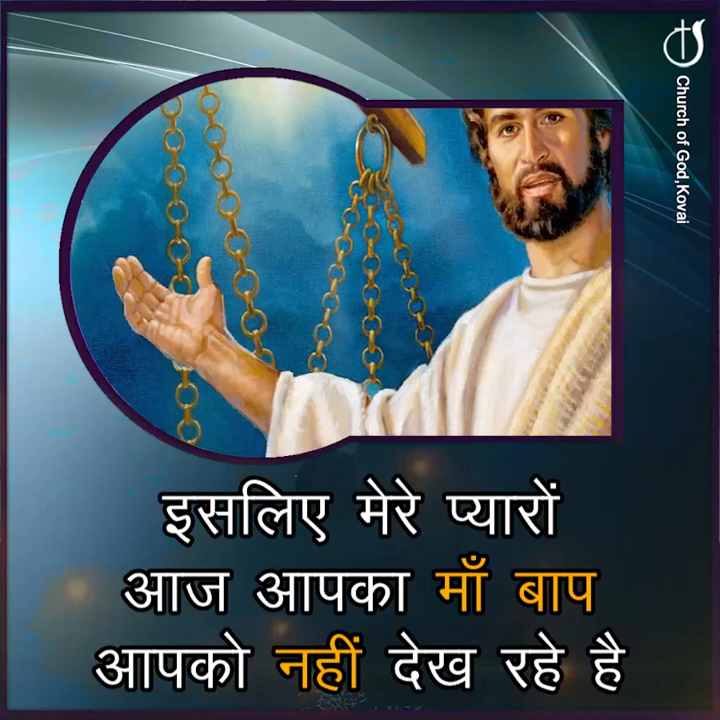 Church of God,Kovai
इसलिए मेरे प्यारों
आज आपका माँ बाप
आपको नहीं देख रहे है